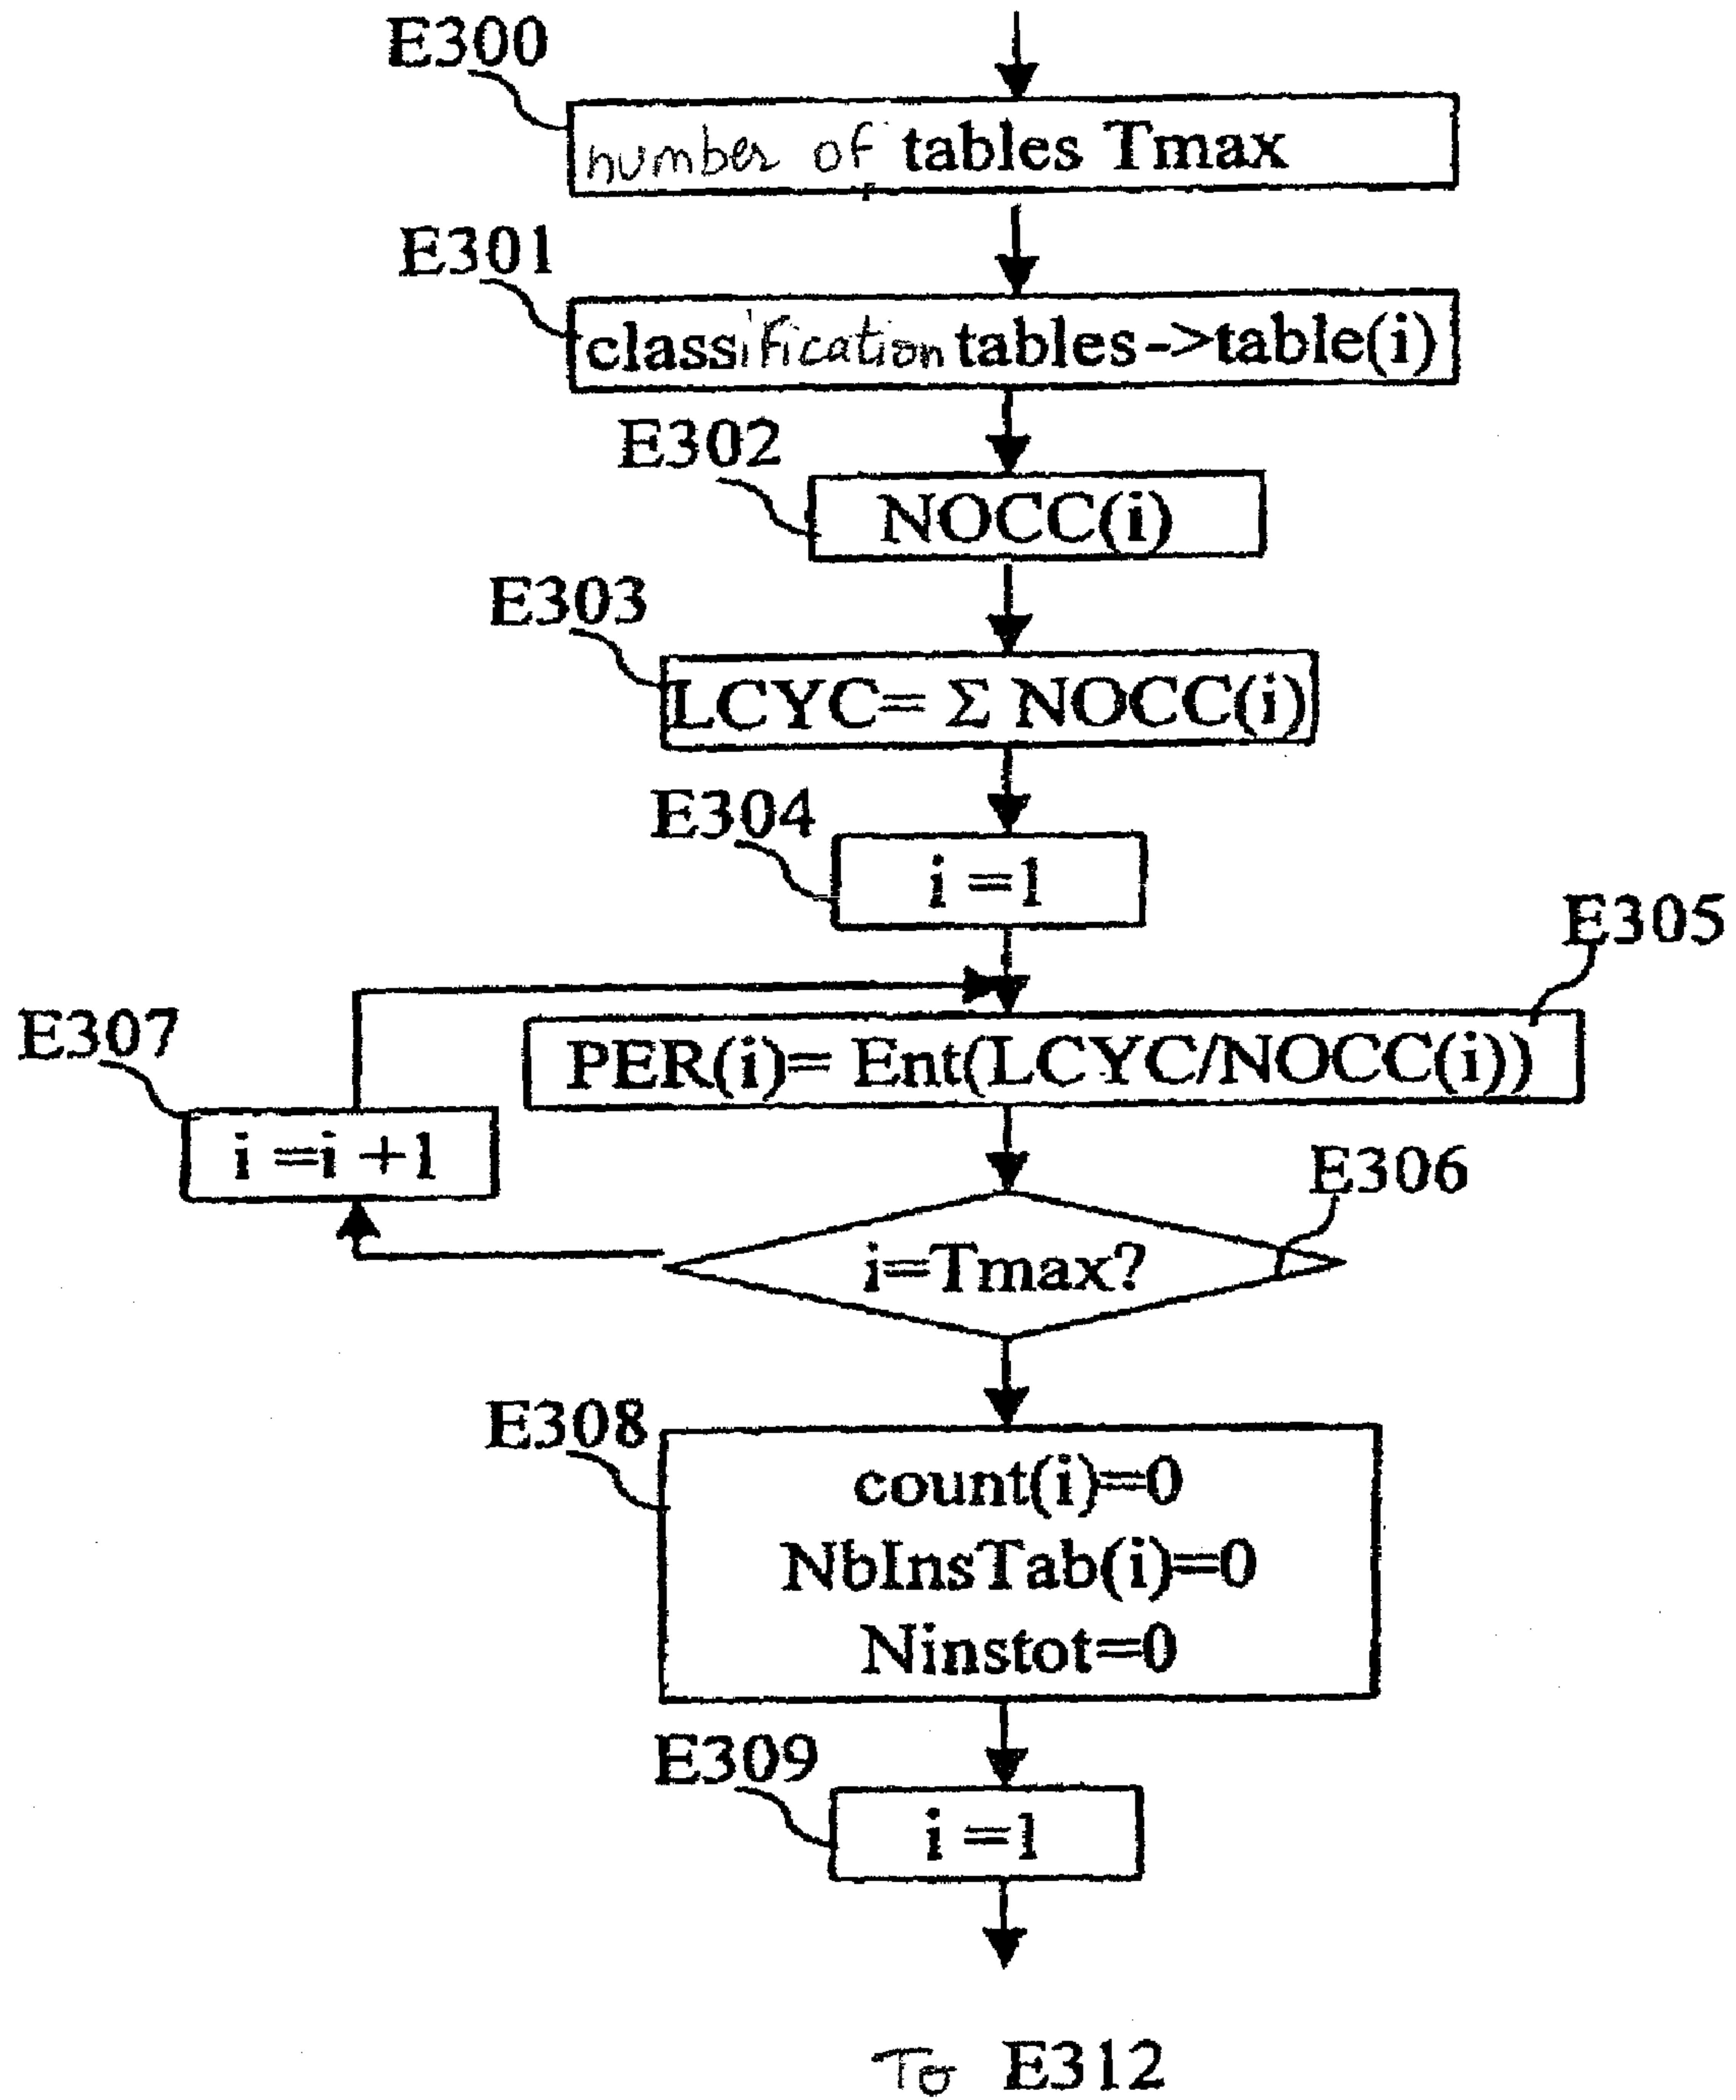 E300
number of tables Tmax
E301
classification tables->table(i)
E302
NOCC(i)
E303
LCYC= Σ NOCC(i)
E304
i =1
E305
PER(i)= Ent(LCYC/NOCC(i))
E307
i =i +1
E306
i=Tmax?
E308
count(i)=0
NbInsTab(i)=0
Ninstot=0
E309
i =1
To E312